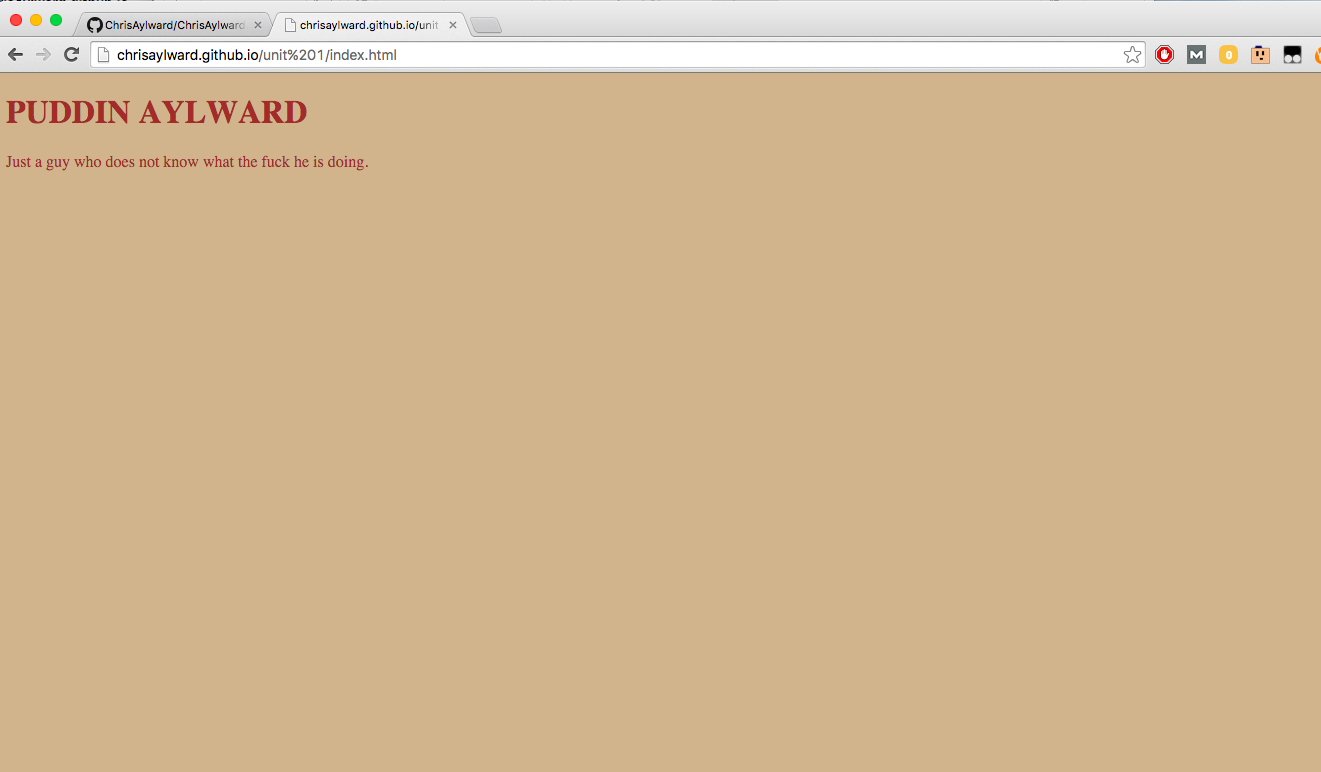 ChrisAylward/ChrisAylward.
chrisaylward.github.io/unit
chrisaylward.github.io/unit%201/index.html
M
0
PUDDIN AYLWARD
Just a guy who does not know what the fuck he is doing.